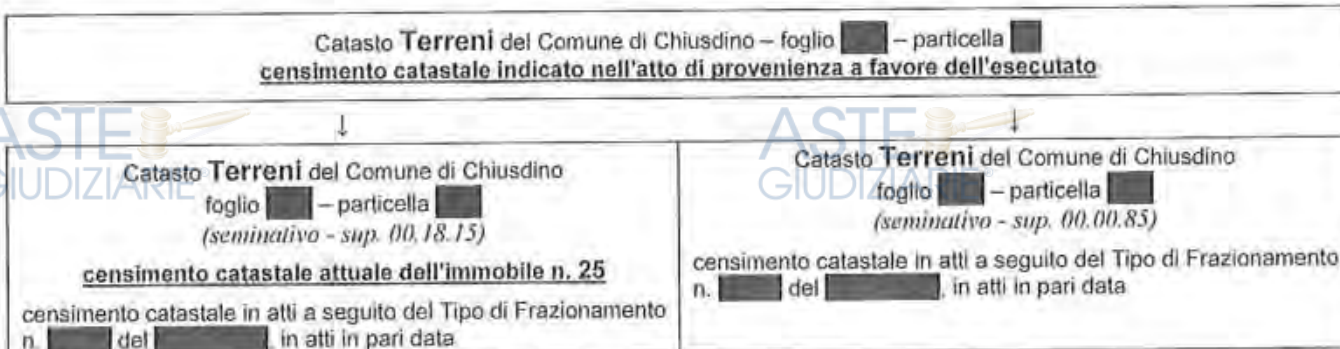 Catasto Terreni del Comune di Chiusdino – foglio – particella
censimento catastale indicato nell'atto di provenienza a favore dell'esecutato
↓
↓
Catasto Terreni del Comune di Chiusdino
foglio – particella
(seminativo - sup. 00.18.15)
censimento catastale attuale dell'immobile n. 25
censimento catastale in atti a seguito del Tipo di Frazionamento
n. del , in atti in pari data
Catasto Terreni del Comune di Chiusdino
foglio – particella
(seminativo - sup. 00.00.85)
censimento catastale in atti a seguito del Tipo di Frazionamento
n. del , in atti in pari data
ASTE
GIUDIZIARIE
ASTE
GIUDIZIARIE